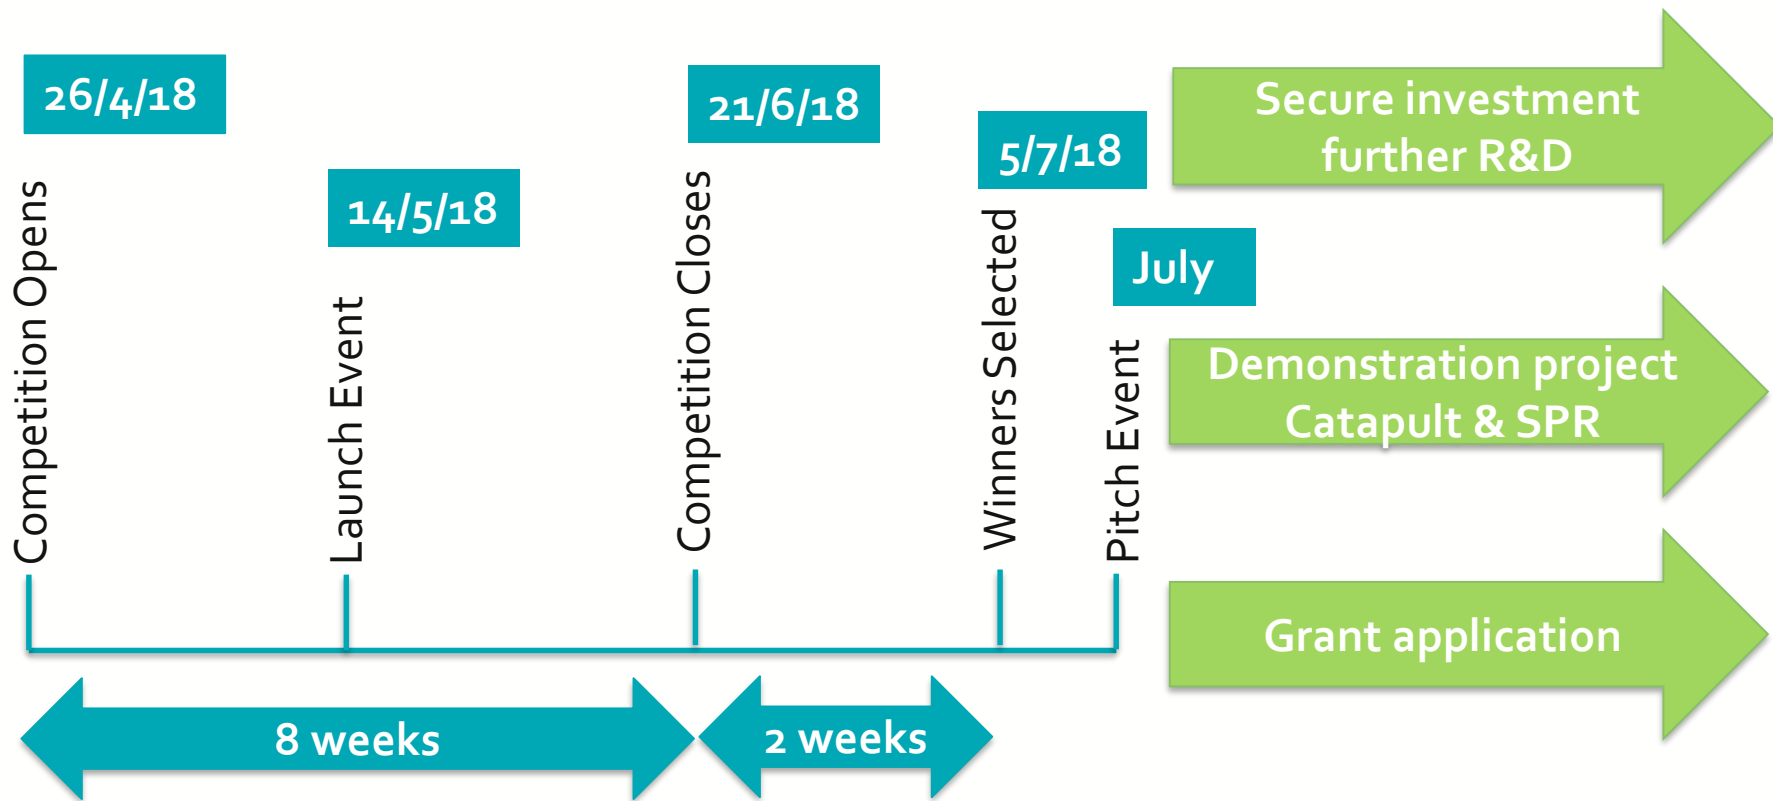 26/4/18
Competition Opens
14/5/18
Launch Event
21/6/18
Competition Closes
5/7/18
Winners Selected
July
Pitch Event
8 weeks
2 weeks
Secure investment
further R&D
Demonstration project
Catapult & SPR
Grant application